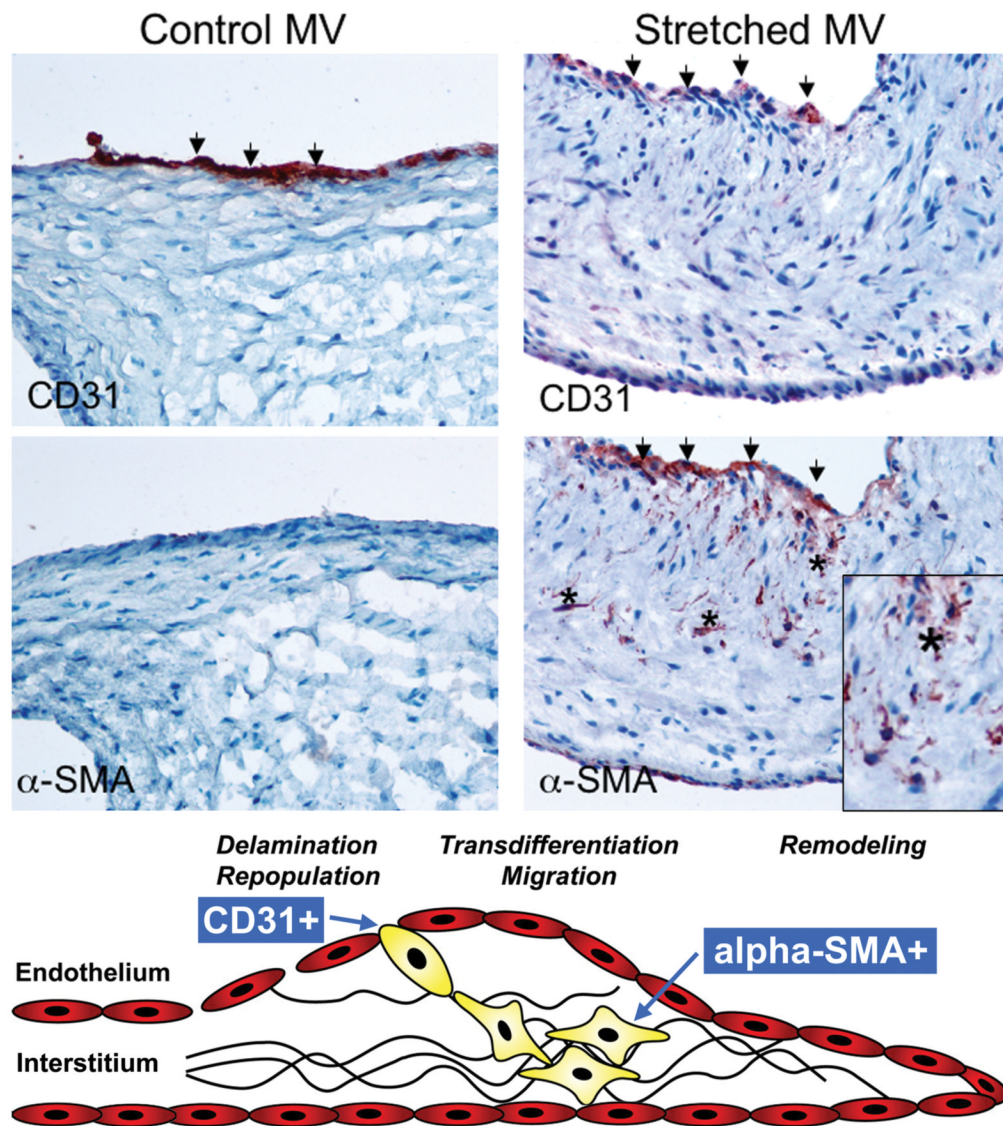 Control MV
Stretched MV
CD31
CD31
α-SMA
*
*
*
*
α-SMA
Delamination
Repopulation
Transdifferentiation
Migration
Remodeling
CD31+
alpha-SMA+
Endothelium
Interstitium